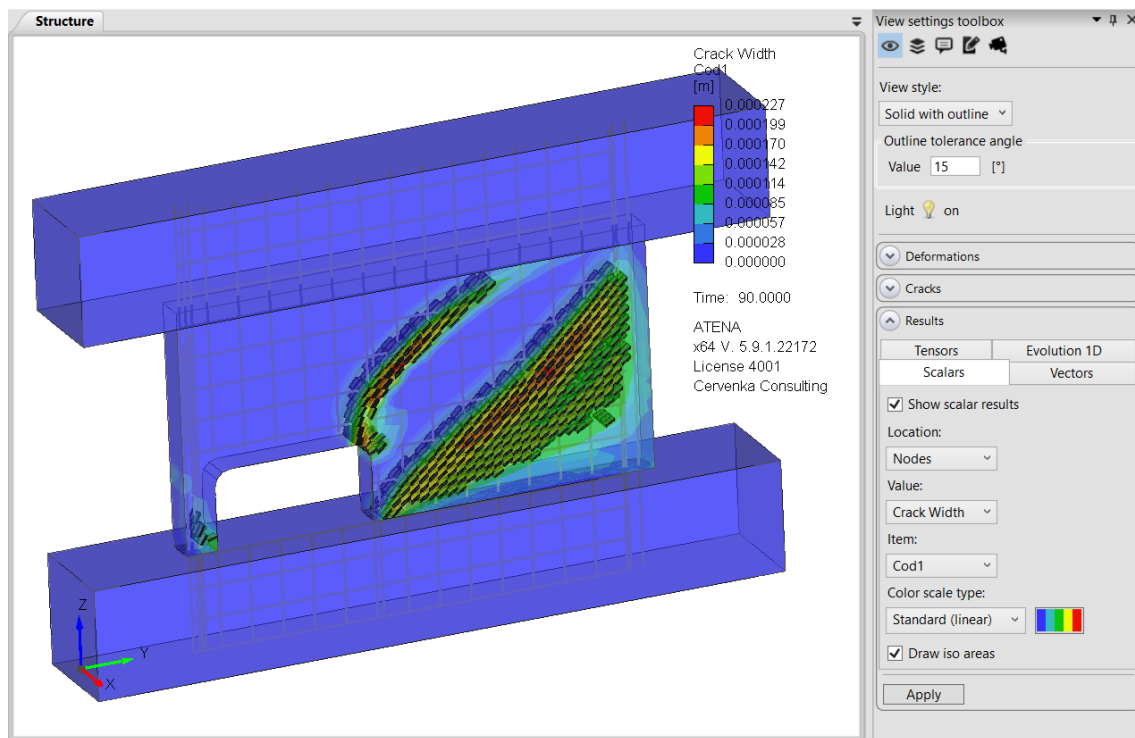 Structure
Crack Width
Cod1
[m]
0.000227
0.000199
0.000170
0.000142
0.000114
0.000085
0.000057
0.000028
0.000000
Time: 90.0000
ATENA
x64 V. 5.9.1.22172
License 4001
Cervenka Consulting
Z
Y
X
View settings toolbox
View style:
Solid with outline
Outline tolerance angle
Value 15 [°]
Light on
Deformations
Cracks
Results
Tensors Evolution 1D
Scalars Vectors
Show scalar results
Location:
Nodes
Value:
Crack Width
Item:
Cod1
Color scale type:
Standard (linear)
Draw iso areas
Apply